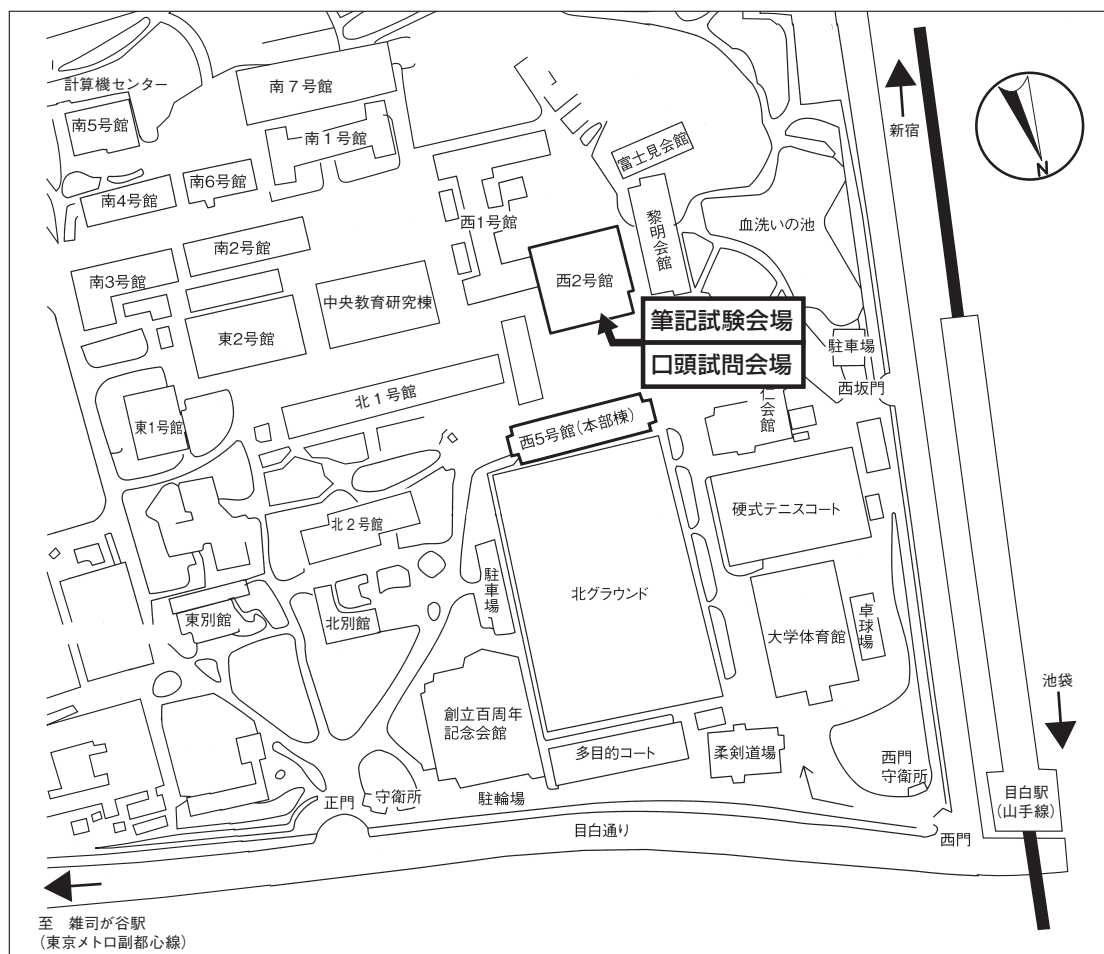 計算機センター
南7号館
新宿
南5号館
南1号館
N
富士見会館
南6号館
南4号館
黎明会館
西1号館
血洗いの池
南2号館
南3号館
西2号館
中央教育研究棟
筆記試験会場
東2号館
駐車場
口頭試問会場
西坂門
北1号館
仁会館
東1号館
西5号館(本部棟)
硬式テニスコート
北2号館
駐車場
北グラウンド
東別館
北別館
大学体育館
卓球場
池袋
創立百周年
記念会館
多目的コート
柔剣道場
西門
守衛所
正門
守衛所
駐輪場
目白駅
(山手線)
目白通り
西門
至 雑司が谷駅
(東京メトロ副都心線)